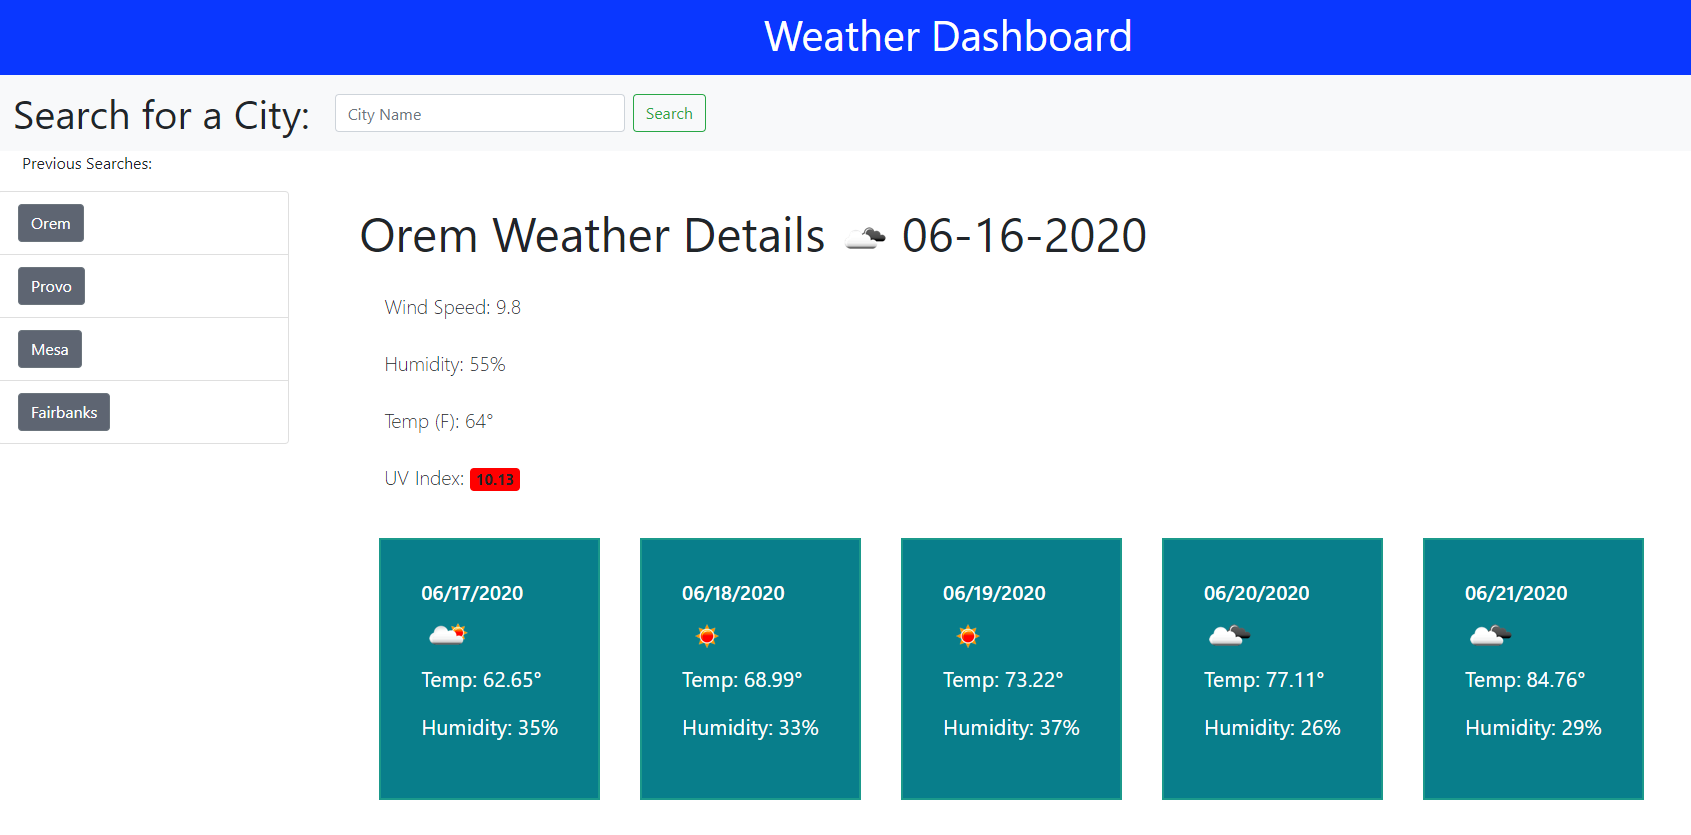 Weather Dashboard
Search for a City: City Name Search
Previous Searches:
Orem
Provo
Mesa
Fairbanks
Orem Weather Details 06-16-2020
Wind Speed: 9.8
Humidity: 55%
Temp (F): 64°
UV Index: 10.13
06/17/2020
Temp: 62.65°
Humidity: 35%
06/18/2020
Temp: 68.99°
Humidity: 33%
06/19/2020
Temp: 73.22°
Humidity: 37%
06/20/2020
Temp: 77.11°
Humidity: 26%
06/21/2020
Temp: 84.76°
Humidity: 29%